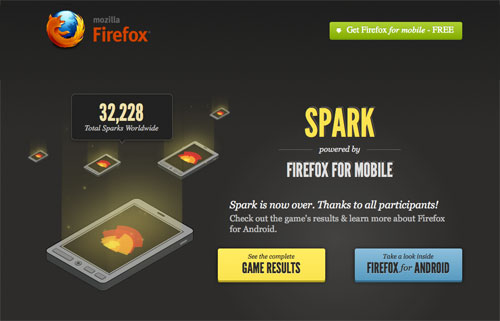 mozilla
Firefox
Get Firefox for mobile - FREE
32,228
Total Sparks Worldwide
SPARK
powered by
FIREFOX FOR MOBILE
Spark is now over. Thanks to all participants!
Check out the game's results & learn more about Firefox
for Android.
See the complete
GAME RESULTS
Take a look inside
FIREFOX for ANDROID